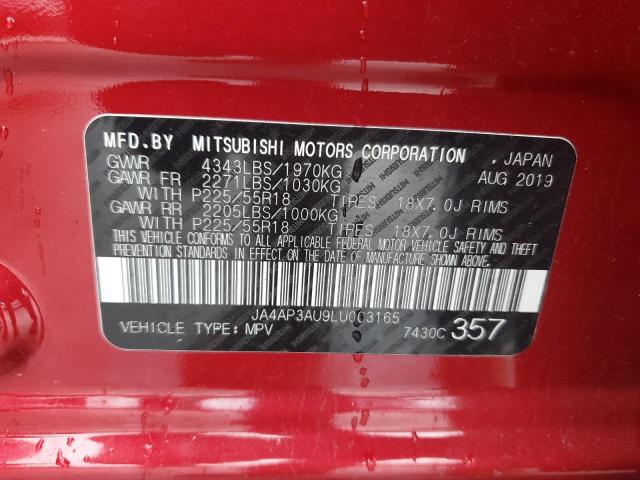 MFD.BY MITSUBISHI MOTORS CORPORATION , JAPAN
GVWR 4343LBS/1970KG AUG 2019
GAWR FR 2271LBS/1030KG
WITH P225/55R18 TIRES, 18X7.0J RIMS
GAWR RR 2205LBS/1000KG
WITH P225/55R18 TIRES, 18X7.0J RIMS
THIS VEHICLE CONFORMS TO ALL APPLICABLE FEDERAL MOTOR VEHICLE SAFETY AND THEFT
PREVENTION STANDARDS IN EFFECT ON THE DATE OF MANUFACTURE SHOWN ABOVE.
JA4AP3AU9LU003165
VEHICLE TYPE: MPV 7430C 357